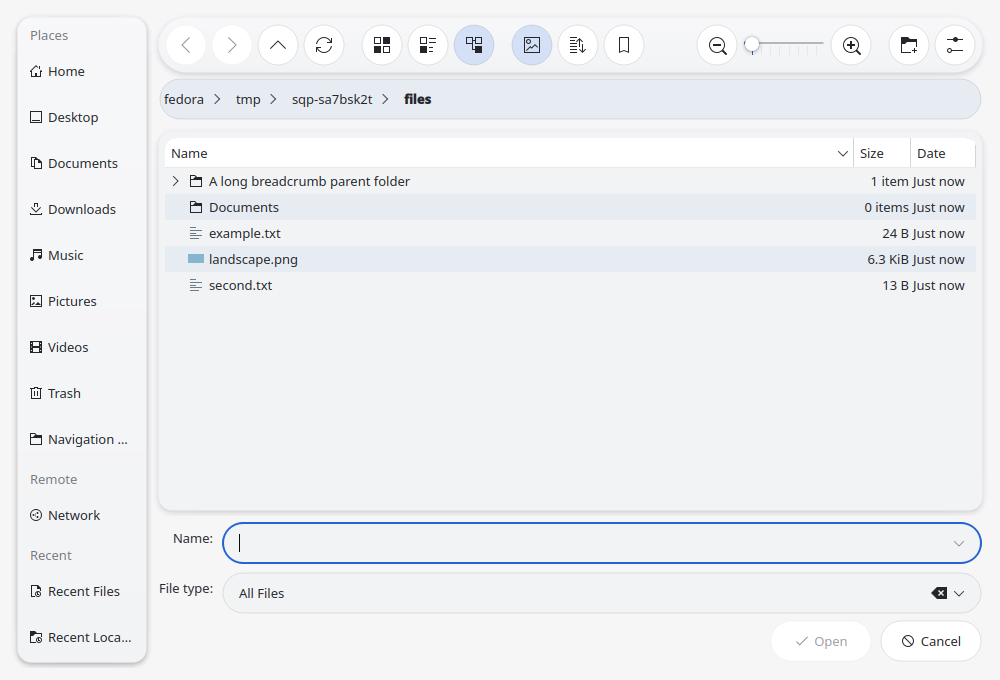 Places
Home
Desktop
Documents
Downloads
Music
Pictures
Videos
Trash
Navigation ...
Remote
Network
Recent
Recent Files
Recent Loca...
fedora > tmp > sqp-sa7bsk2t > files
Name Size Date
A long breadcrumb parent folder 1 item Just now
Documents 0 items Just now
example.txt 24 B Just now
landscape.png 6.3 KiB Just now
second.txt 13 B Just now
Name:
File type: All Files
Open Cancel